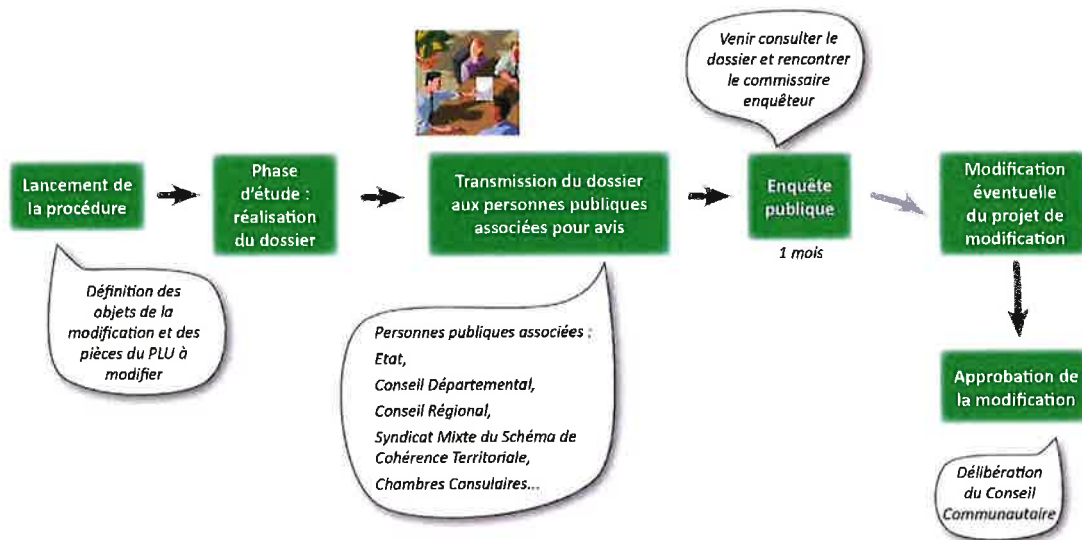 Venir consulter le
dossier et rencontrer
le commissaire
enquêteur
Lancement de
la procédure
Phase
d'étude :
réalisation
du dossier
Transmission du dossier
aux personnes publiques
associées pour avis
Enquête
publique
1 mois
Modification
éventuelle
du projet de
modification
Définition des
objets de la
modification et des
pièces du PLU à
modifier
Personnes publiques associées :
Etat,
Conseil Départemental,
Conseil Régional,
Syndicat Mixte du Schéma de
Cohérence Territoriale,
Chambres Consulaires...
Approbation de
la modification
Délibération
du Conseil
Communautaire